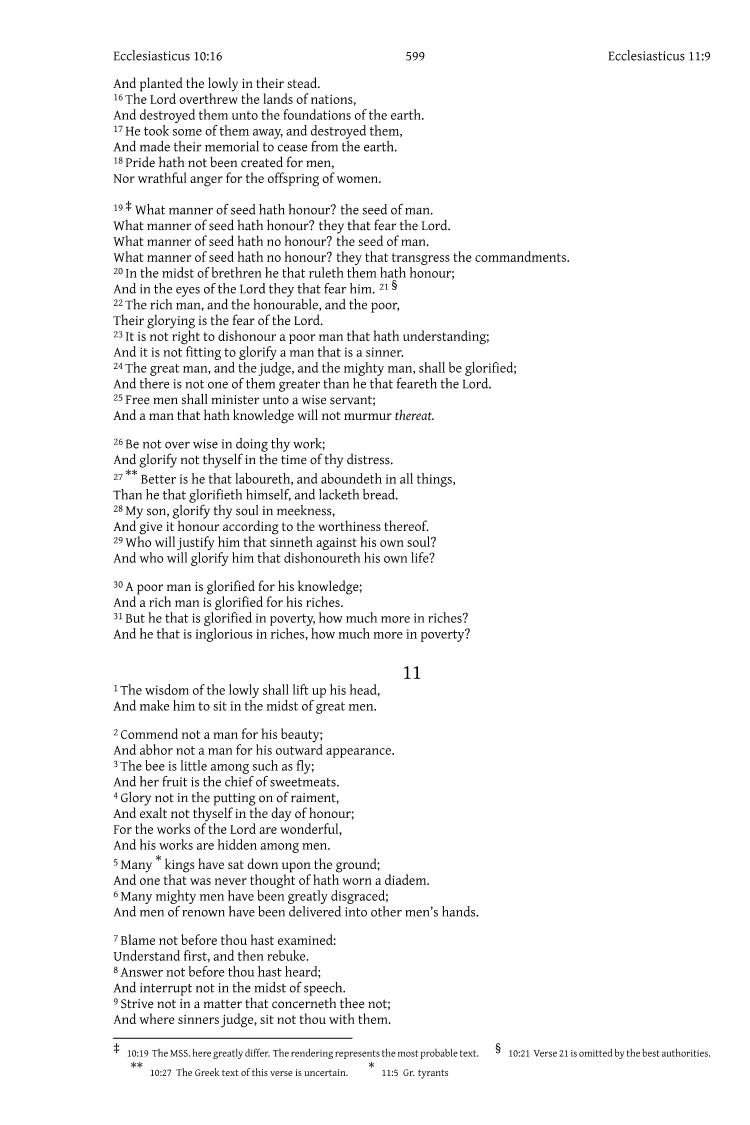 Ecclesiasticus 10:16 599 Ecclesiasticus 11:9
And planted the lowly in their stead.
16 The Lord overthrew the lands of nations,
And destroyed them unto the foundations of the earth.
17 He took some of them away, and destroyed them,
And made their memorial to cease from the earth.
18 Pride hath not been created for men,
Nor wrathful anger for the offspring of women.
19 ‡ What manner of seed hath honour? the seed of man.
What manner of seed hath honour? they that fear the Lord.
What manner of seed hath no honour? the seed of man.
What manner of seed hath no honour? they that transgress the commandments.
20 In the midst of brethren he that ruleth them hath honour;
And in the eyes of the Lord they that fear him. 21 §
22 The rich man, and the honourable, and the poor,
Their glorying is the fear of the Lord.
23 It is not right to dishonour a poor man that hath understanding;
And it is not fitting to glorify a man that is a sinner.
24 The great man, and the judge, and the mighty man, shall be glorified;
And there is not one of them greater than he that feareth the Lord.
25 Free men shall minister unto a wise servant;
And a man that hath knowledge will not murmur thereat.
26 Be not over wise in doing thy work;
And glorify not thyself in the time of thy distress.
27 ** Better is he that laboureth, and aboundeth in all things,
Than he that glorifieth himself, and lacketh bread.
28 My son, glorify thy soul in meekness,
And give it honour according to the worthiness thereof.
29 Who will justify him that sinneth against his own soul?
And who will glorify him that dishonoureth his own life?
30 A poor man is glorified for his knowledge;
And a rich man is glorified for his riches.
31 But he that is glorified in poverty, how much more in riches?
And he that is inglorious in riches, how much more in poverty?
11
1 The wisdom of the lowly shall lift up his head,
And make him to sit in the midst of great men.
2 Commend not a man for his beauty;
And abhor not a man for his outward appearance.
3 The bee is little among such as fly;
And her fruit is the chief of sweetmeats.
4 Glory not in the putting on of raiment,
And exalt not thyself in the day of honour;
For the works of the Lord are wonderful,
And his works are hidden among men.
5 Many * kings have sat down upon the ground;
And one that was never thought of hath worn a diadem.
6 Many mighty men have been greatly disgraced;
And men of renown have been delivered into other men's hands.
7 Blame not before thou hast examined:
Understand first, and then rebuke.
8 Answer not before thou hast heard;
And interrupt not in the midst of speech.
9 Strive not in a matter that concerneth thee not;
And where sinners judge, sit not thou with them.
‡ 10:19 The MSS. here greatly differ. The rendering represents the most probable text. § 10:21 Verse 21 is omitted by the best authorities.
** 10:27 The Greek text of this verse is uncertain. * 11:5 Gr. tyrants